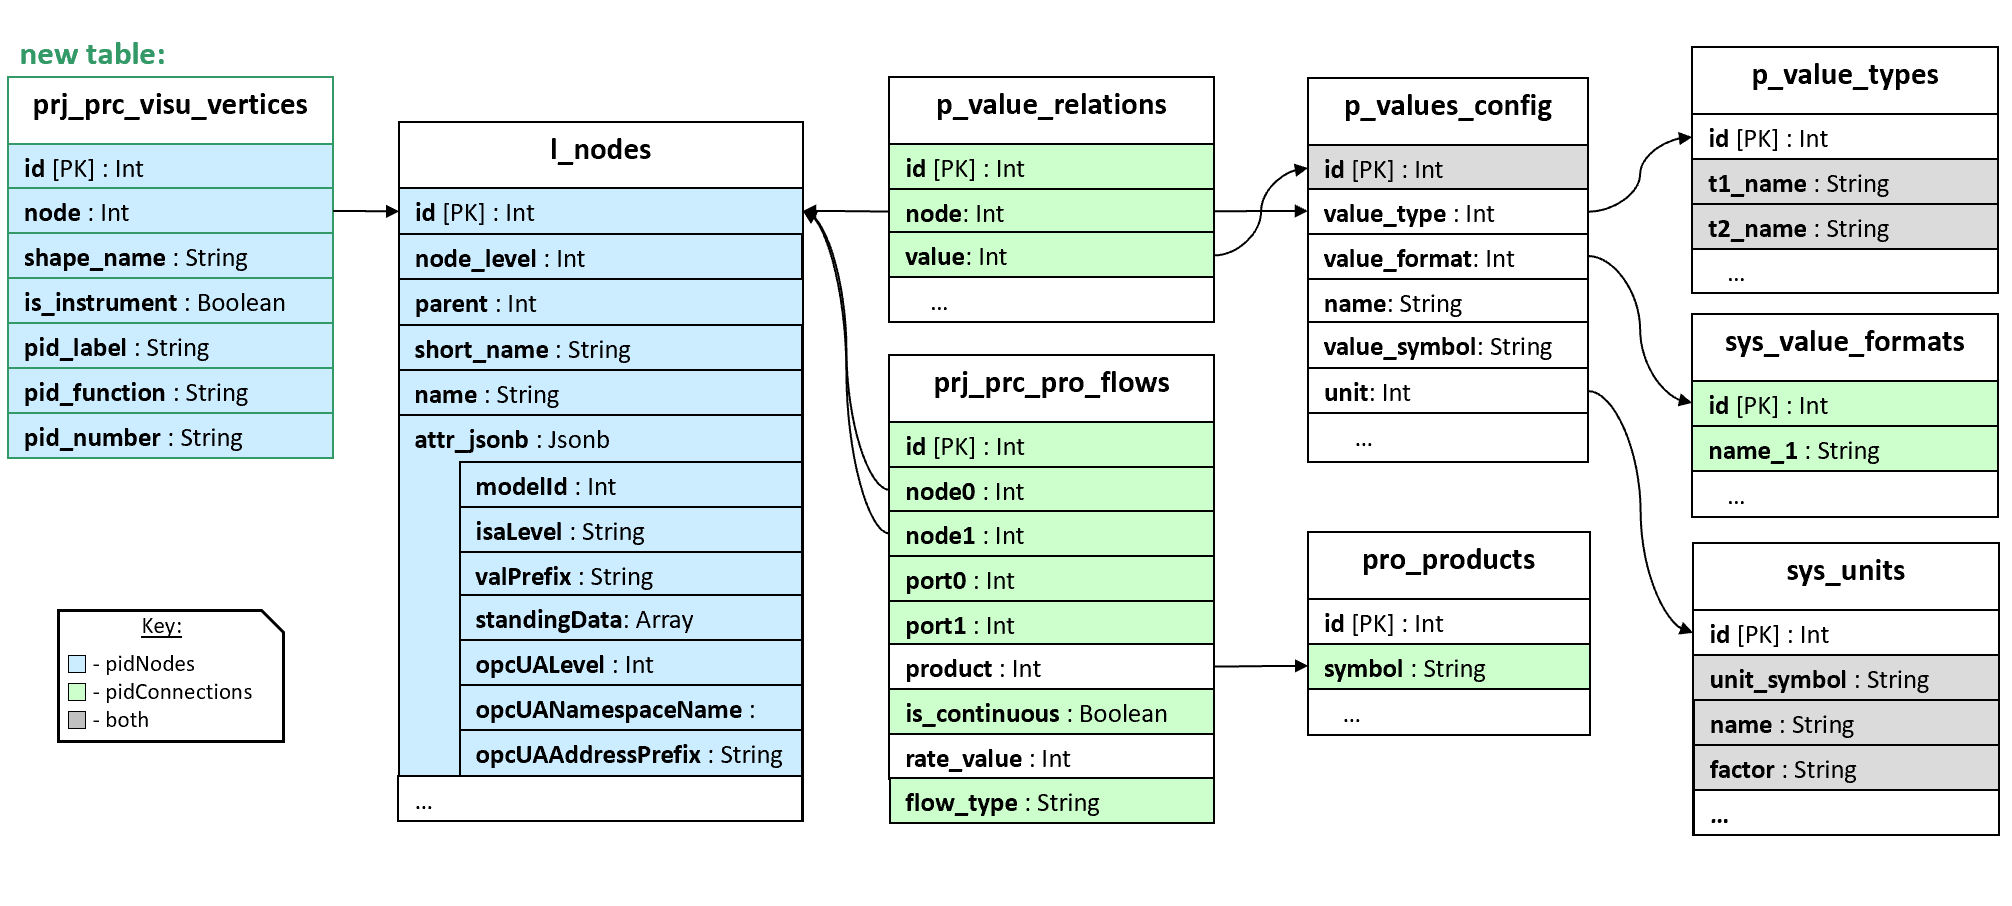 new table:
prj_prc_visu_vertices
id [PK] : Int
node : Int
shape_name : String
is_instrument : Boolean
pid_label : String
pid_function : String
pid_number : String
Key:
- pidNodes
- pidConnections
- both
l_nodes
id [PK] : Int
node_level : Int
parent : Int
short_name : String
name : String
attr_jsonb : Jsonb
modelId : Int
isaLevel : String
valPrefix : String
standingData: Array
opcUALevel : Int
opcUANamespaceName :
opcUAAddressPrefix : String
...
p_value_relations
id [PK] : Int
node: Int
value: Int
...
prj_prc_pro_flows
id [PK] : Int
node0 : Int
node1 : Int
port0 : Int
port1 : Int
product : Int
is_continuous : Boolean
rate_value : Int
flow_type : String
p_values_config
id [PK] : Int
value_type : Int
value_format: Int
name: String
value_symbol: String
unit: Int
...
pro_products
id [PK] : Int
symbol : String
...
p_value_types
id [PK] : Int
t1_name : String
t2_name : String
...
sys_value_formats
id [PK] : Int
name_1 : String
...
sys_units
id [PK] : Int
unit_symbol : String
name : String
factor : String
...